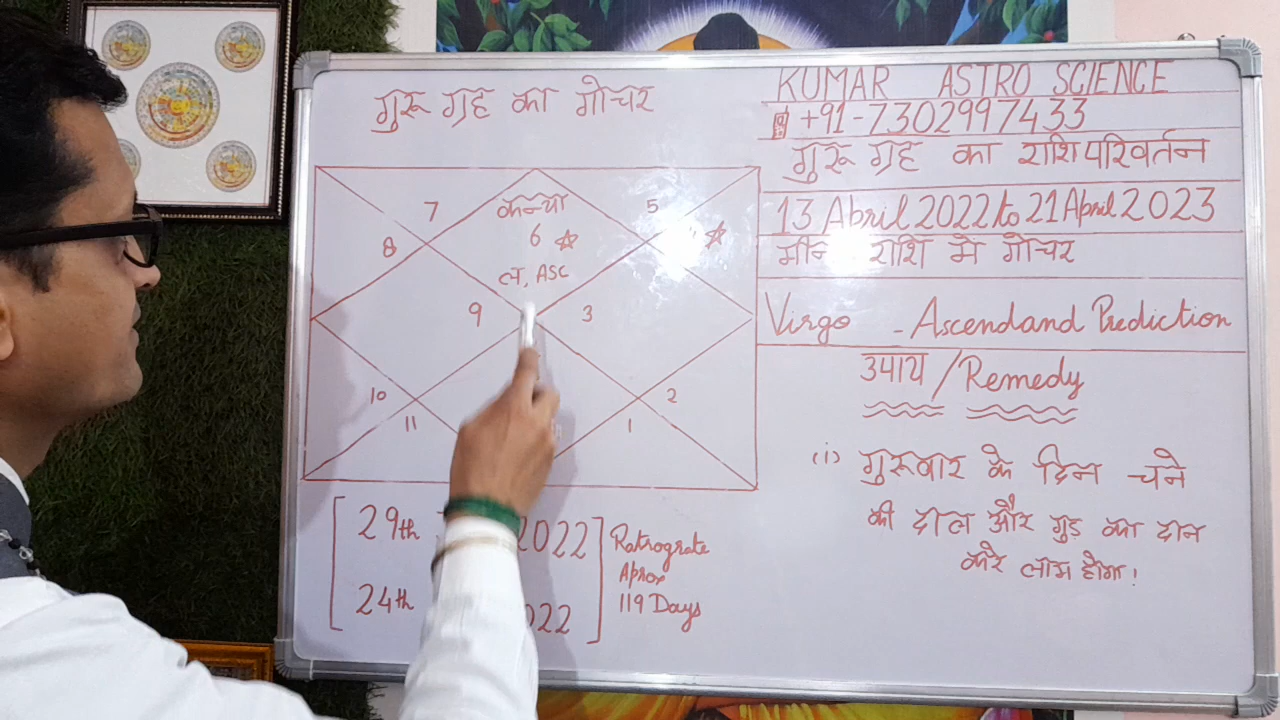 गुरू ग्रह का गोचर
7
कन्या
5
8
6
ल, ASC
9
3
10
2
11
1
29th 2022
24th 022
Ratrograte
Aprox
119 Days
KUMAR ASTRO SCIENCE
+91-7302997433
गुरू ग्रह का राशि परिवर्तन
13 Abril 2022 to 21 April 2023
मीन राशि में गोचर
Virgo - Ascendand Prediction
उपाय / Remedy
(i) गुरूवार के दिन चने
की दाल और गुड़ का दान
करे लाभ होगा!